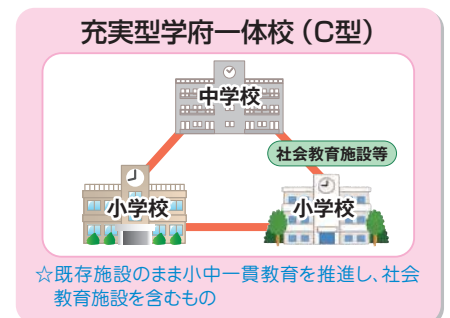 充実型学府一体校（C型）
中学校
社会教育施設等
小学校
小学校
☆既存施設のまま小中一貫教育を推進し、社会
教育施設を含むもの